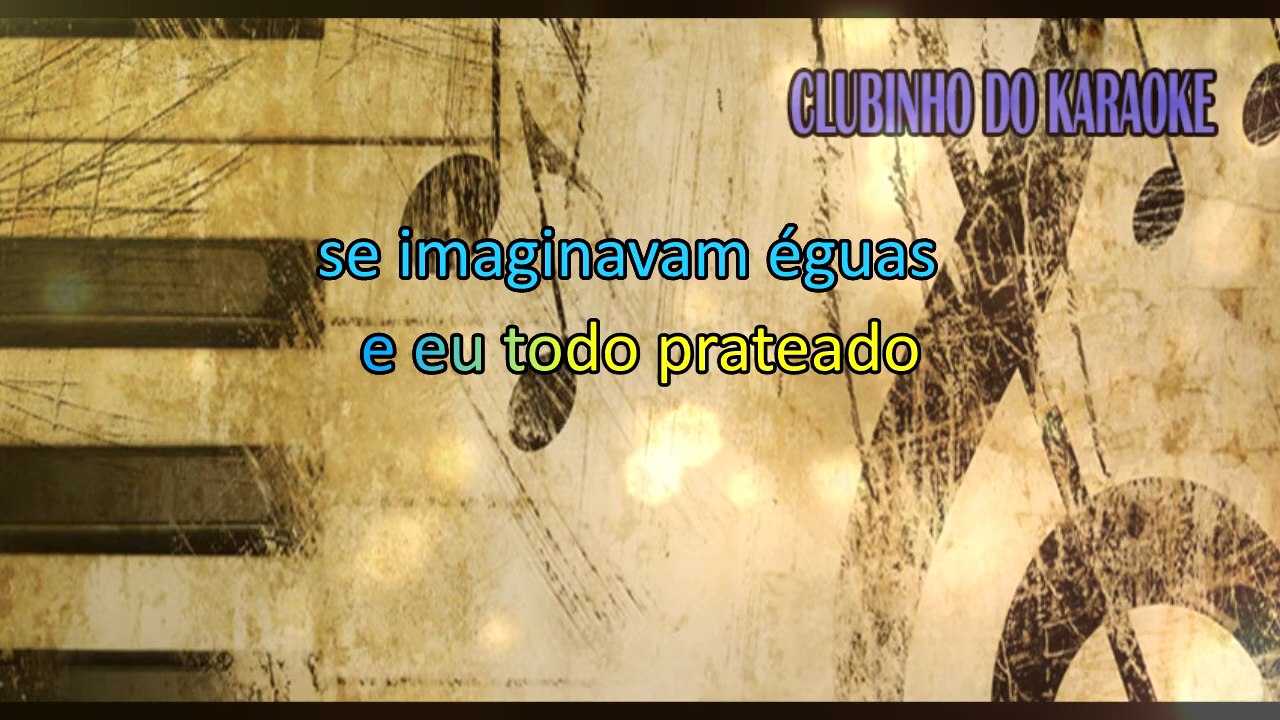 CLUBINHO DO KARAOKE
se imaginavam éguas
e eu todo prateado